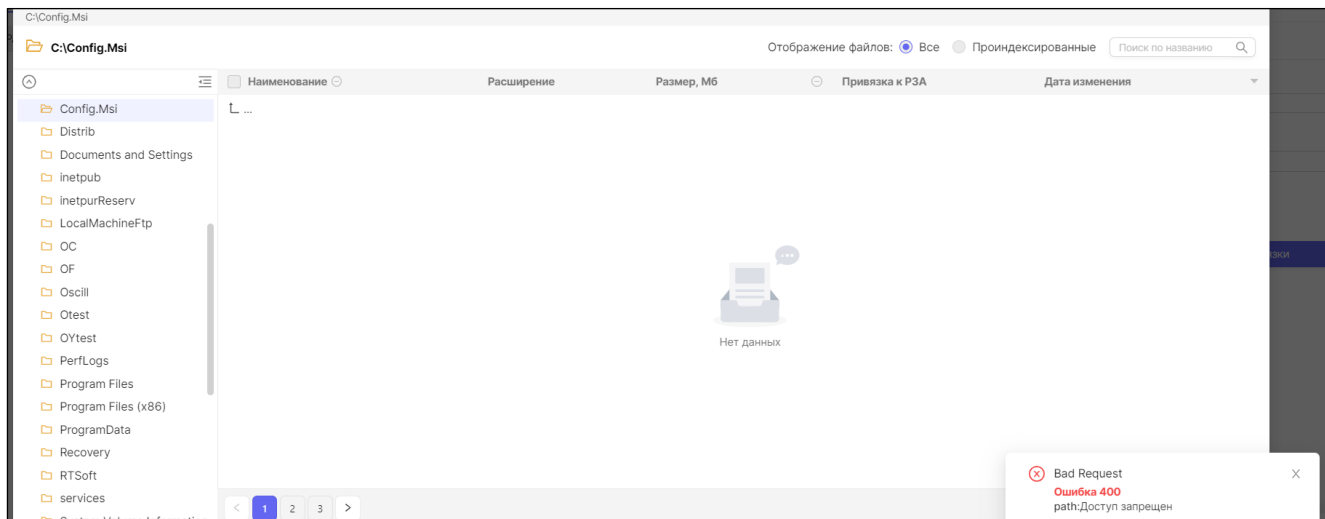 C:\Config.Msi
C:\Config.Msi
Отображение файлов: Все Проиндексированные Поиск по названию
Наименование Расширение Размер, Мб Привязка к РЗА Дата изменения
Config.Msi
...
Distrib
Documents and Settings
inetpub
inetpurReserv
LocalMachineFtp
OC
OF
Oscill
Otest
OYtest
PerfLogs
Program Files
Program Files (x86)
ProgramData
Recovery
RTSoft
services
Нет данных
1 2 3
Bad Request
Ошибка 400
path:Доступ запрещен